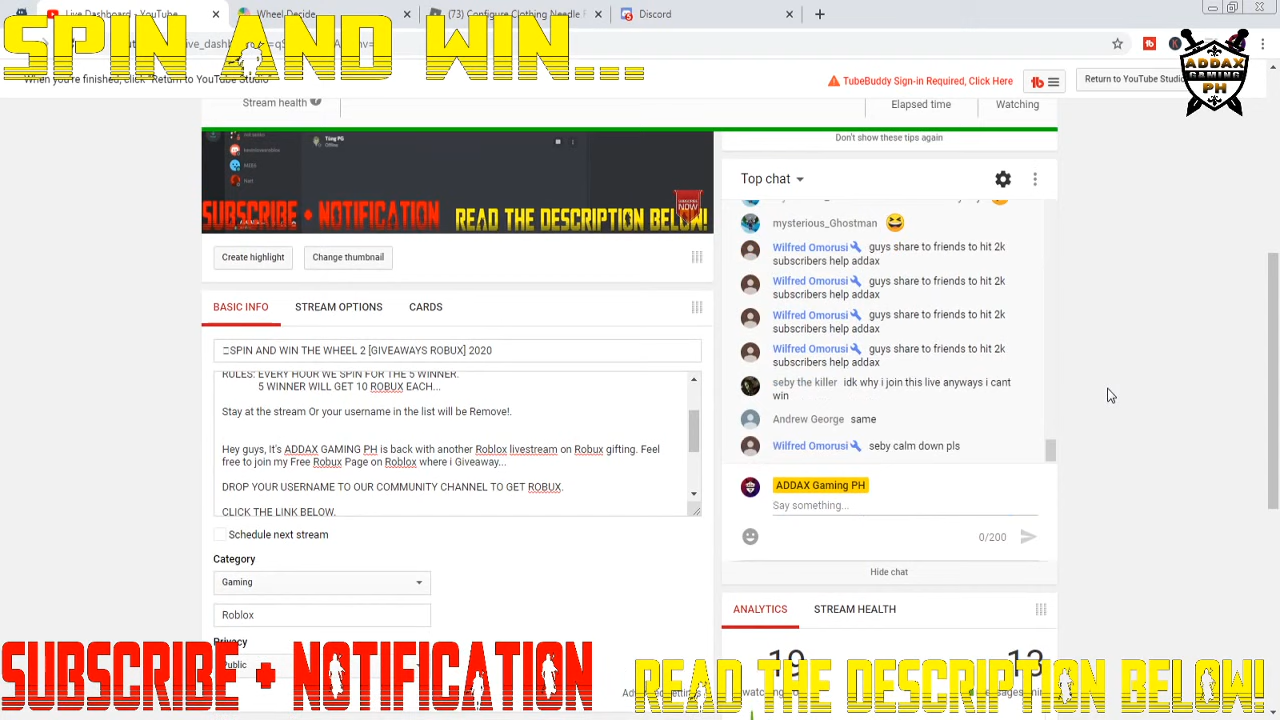 Live Dashboard - YouTube
Wheel Decide
(73) Configure Clothing Needle
Discord
SPIN AND WIN...
When you're finished, click "Return to YouTube Studio"
TubeBuddy Sign-in Required, Click Here
Return to YouTube Studio
ADDAX
GAMING
PH
Stream health
Elapsed time
Watching
Don't show these tips again
Tüng PG
Offline
SUBSCRIBE + NOTIFICATION
READ THE DESCRIPTION BELOW!
NOW
Top chat
mysterious_Ghostman
Wilfred Omorusi guys share to friends to hit 2k
subscribers help addax
Wilfred Omorusi guys share to friends to hit 2k
subscribers help addax
Wilfred Omorusi guys share to friends to hit 2k
subscribers help addax
Wilfred Omorusi guys share to friends to hit 2k
subscribers help addax
seby the killer idk why i join this live anyways i cant
win
Andrew George same
Wilfred Omorusi seby calm down pls
ADDAX Gaming PH
Say something...
0/200
Hide chat
Create highlight
Change thumbnail
BASIC INFO
STREAM OPTIONS
CARDS
SPIN AND WIN THE WHEEL 2 [GIVEAWAYS ROBUX] 2020
RULES: EVERY HOUR WE SPIN FOR THE 5 WINNER.
5 WINNER WILL GET 10 ROBUX EACH...
Stay at the stream Or your username in the list will be Remove!.
Hey guys, It's ADDAX GAMING PH is back with another Roblox livestream on Robux gifting. Feel
free to join my Free Robux Page on Roblox where i Giveaway...
DROP YOUR USERNAME TO OUR COMMUNITY CHANNEL TO GET ROBUX.
CLICK THE LINK BELOW.
Schedule next stream
Category
Gaming
Roblox
Privacy
Public
ANALYTICS
STREAM HEALTH
SUBSCRIBE + NOTIFICATION
READ THE DESCRIPTION BELOW!